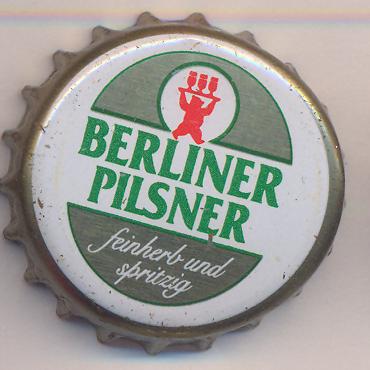 BERLINER
PILSNER
feinherb und
spritzig